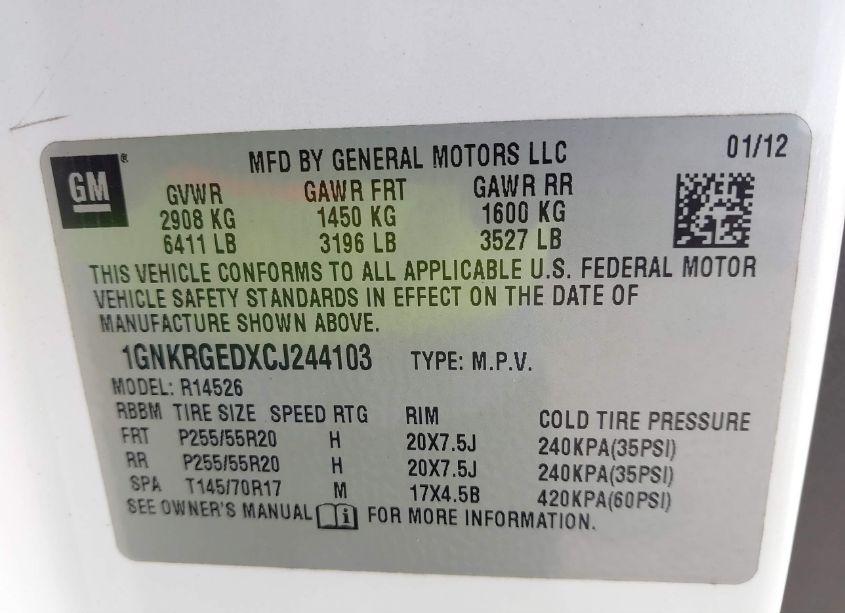 GM®
MFD BY GENERAL MOTORS LLC 01/12
GVWR GAWR FRT GAWR RR
2908 KG 1450 KG 1600 KG
6411 LB 3196 LB 3527 LB
THIS VEHICLE CONFORMS TO ALL APPLICABLE U.S. FEDERAL MOTOR
VEHICLE SAFETY STANDARDS IN EFFECT ON THE DATE OF
MANUFACTURE SHOWN ABOVE.
1GNKRGEDXCJ244103 TYPE: M.P.V.
MODEL: R14526
RBBM TIRE SIZE SPEED RTG RIM COLD TIRE PRESSURE
FRT P255/55R20 H 20X7.5J 240KPA(35PSI)
RR P255/55R20 H 20X7.5J 240KPA(35PSI)
SPA T145/70R17 M 17X4.5B 420KPA(60PSI)
SEE OWNER'S MANUAL i FOR MORE INFORMATION.